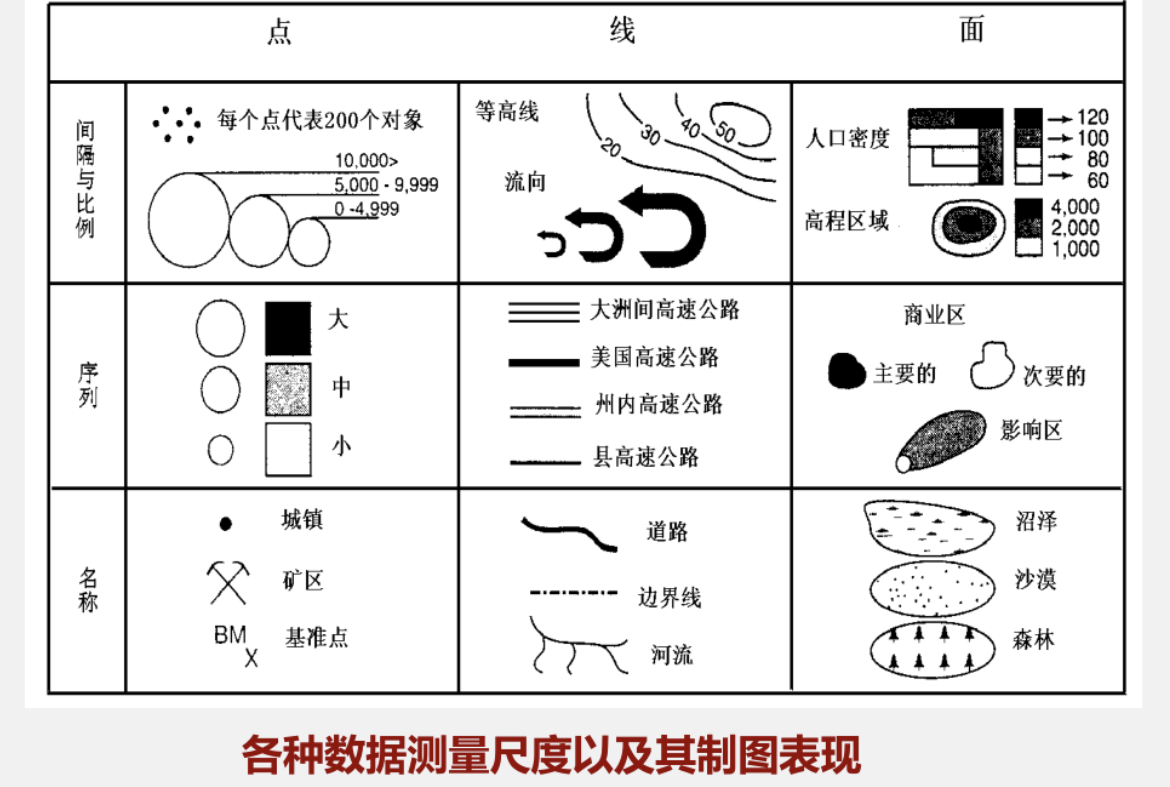 点 线 面
间隔与比例
每个点代表200个对象
10,000>
5,000 - 9,999
0 -4,999
等高线
20 30 40 50
流向
人口密度
120
100
80
60
高程区域
4,000
2,000
1,000
序列
大
中
小
大洲间高速公路
美国高速公路
州内高速公路
县高速公路
商业区
主要的 次要的
影响区
名称
城镇
矿区
BM
X
基准点
道路
边界线
河流
沼泽
沙漠
森林
各种数据测量尺度以及其制图表现